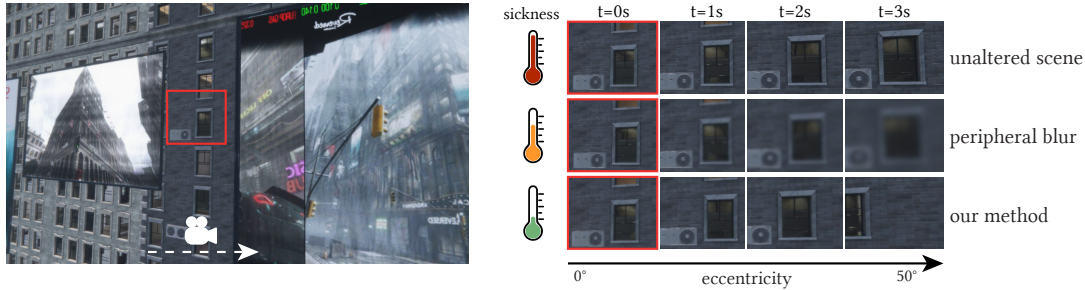 sickness
t=0s
t=1s
t=2s
t=3s
unaltered scene
peripheral blur
our method
0°
eccentricity
50°